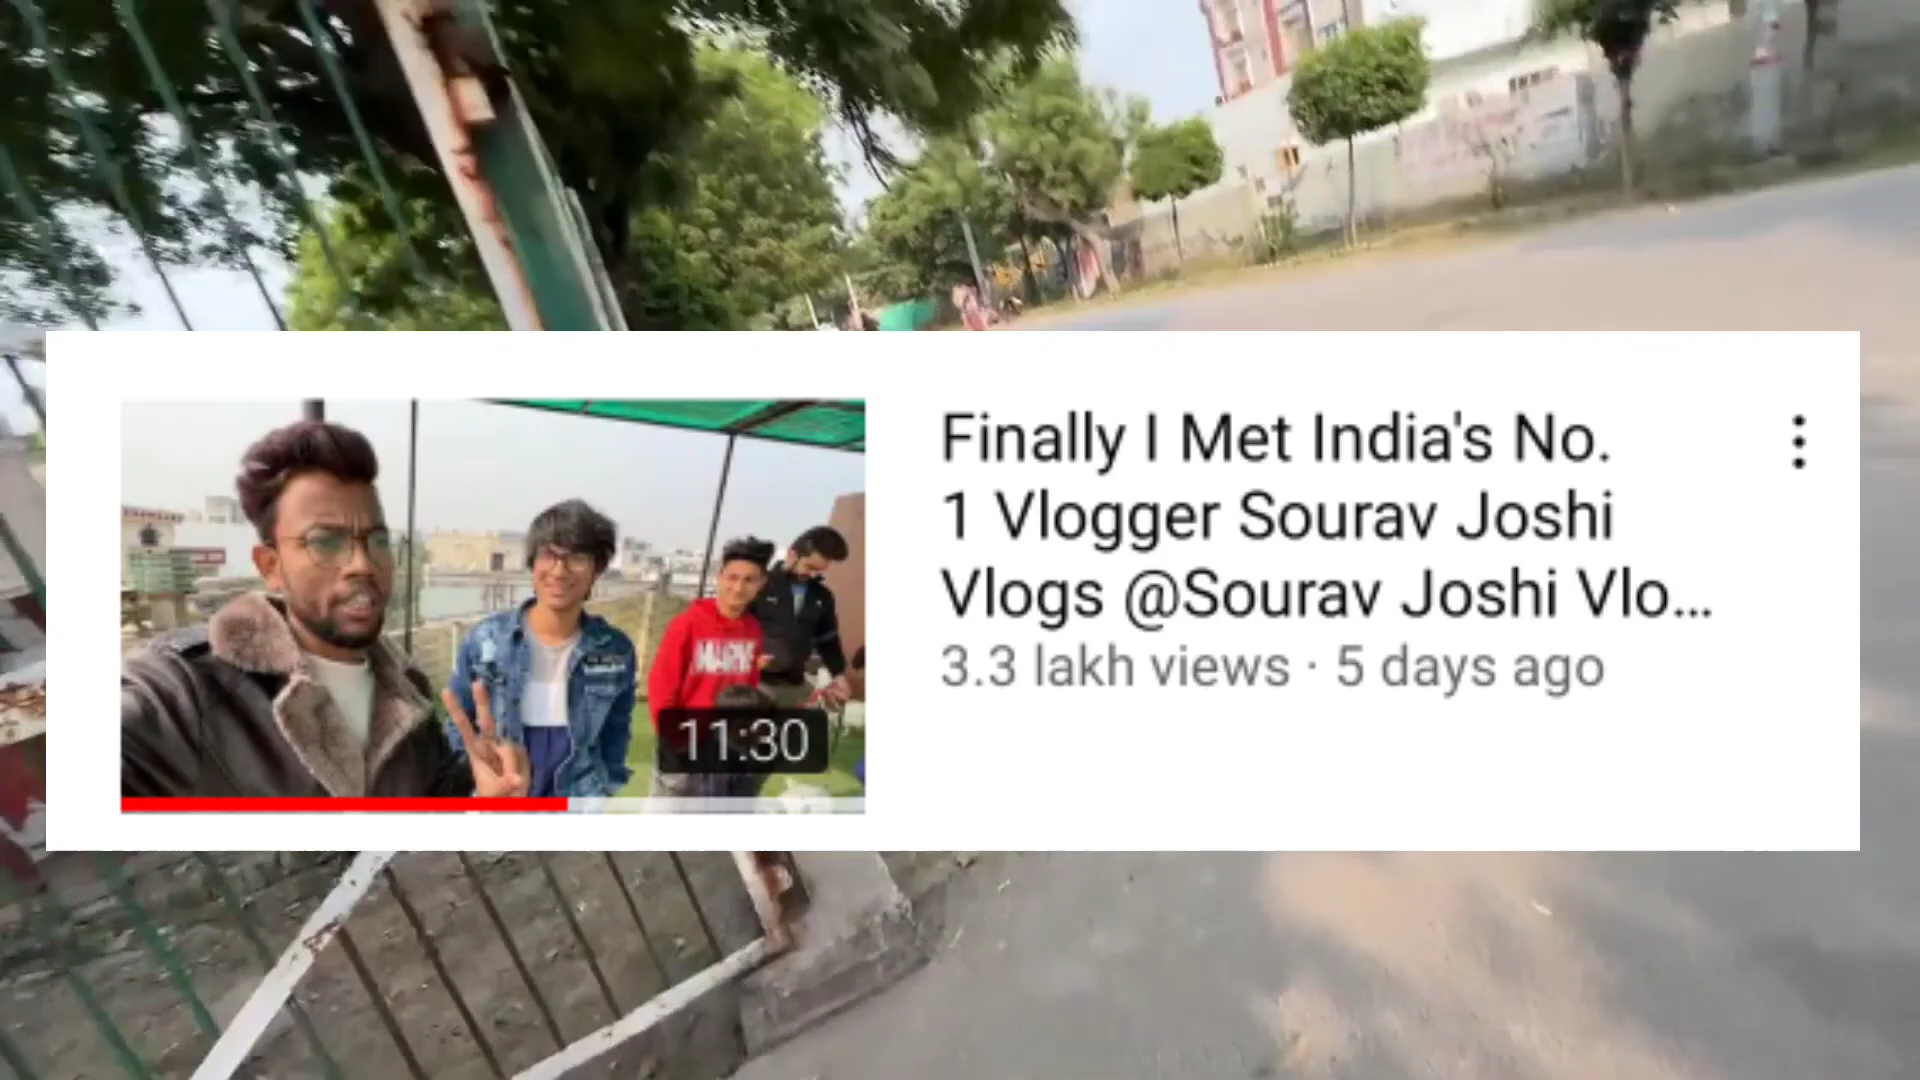 Finally I Met India's No.
1 Vlogger Sourav Joshi
Vlogs @Sourav Joshi Vlo...
3.3 lakh views · 5 days ago
11:30